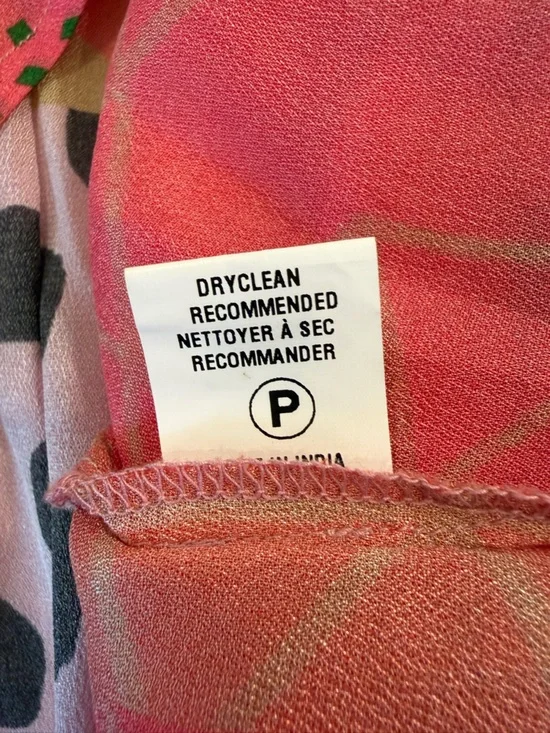 DRYCLEAN
RECOMMENDED
NETTOYER À SEC
RECOMMANDER
P
IN INDIA